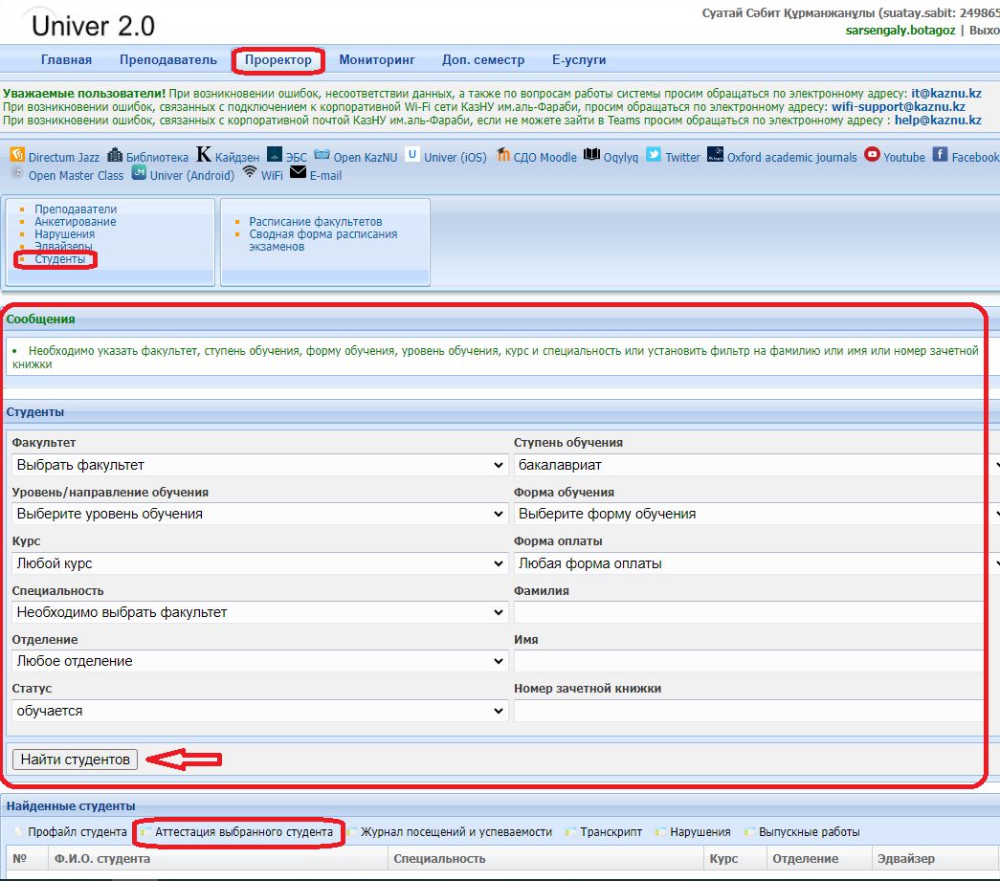 Univer 2.0
Суатай Сәбит Құрманжанұлы (suatay.sabit: 249865
sarsengaly.botagoz | Выхо
Главная Преподаватель Проректор Мониторинг Доп. семестр Е-услуги
Уважаемые пользователи! При возникновении ошибок, несоответствии данных, а также по вопросам работы системы просим обращаться по электронному адресу: it@kaznu.kz
При возникновении ошибок, связанных с подключением к корпоративной Wi-Fi сети КазНУ им.аль-Фараби, просим обращаться по электронному адресу: wifi-support@kaznu.kz
При возникновении ошибок, связанных с корпоративной почтой КазНУ им.аль-Фараби, если не можете зайти в Teams просим обращаться по электронному адресу : help@kaznu.kz
Directum Jazz Библиотека K Кайдзен ЭБС Open KazNU U Univer (iOS) СДО Moodle Oqylyq Twitter Oxford academic journals Youtube Facebook
Open Master Class Univer (Android) WiFi E-mail
Преподаватели
Анкетирование
Нарушения
Эдвайзеры
Студенты
Расписание факультетов
Сводная форма расписания
экзаменов
Сообщения
• Необходимо указать факультет, ступень обучения, форму обучения, уровень обучения, курс и специальность или установить фильтр на фамилию или имя или номер зачетной
книжки
Студенты
Факультет Ступень обучения
Выбрать факультет бакалавриат
Уровень/направление обучения Форма обучения
Выберите уровень обучения Выберите форму обучения
Курс Форма оплаты
Любой курс Любая форма оплаты
Специальность Фамилия
Необходимо выбрать факультет
Отделение Имя
Любое отделение
Статус Номер зачетной книжки
обучается
Найти студентов
Найденные студенты
Профайл студента Аттестация выбранного студента Журнал посещений и успеваемости Транскрипт Нарушения Выпускные работы
№ Ф.И.О. студента Специальность Курс Отделение Эдвайзер